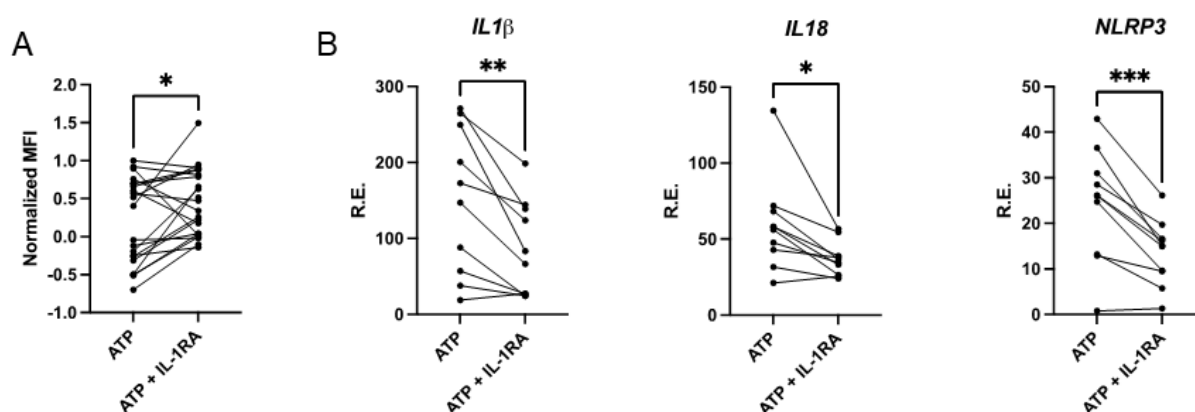 A
Normalized MFI
2.0
1.5
1.0
0.5
0.0
-0.5
-1.0
*
ATP
ATP + IL-1RA
B
IL1β
R.E.
300
200
100
0
**
ATP
ATP + IL-1RA
IL18
R.E.
150
100
50
0
*
ATP
ATP + IL-1RA
NLRP3
R.E.
50
40
30
20
10
0
***
ATP
ATP + IL-1RA